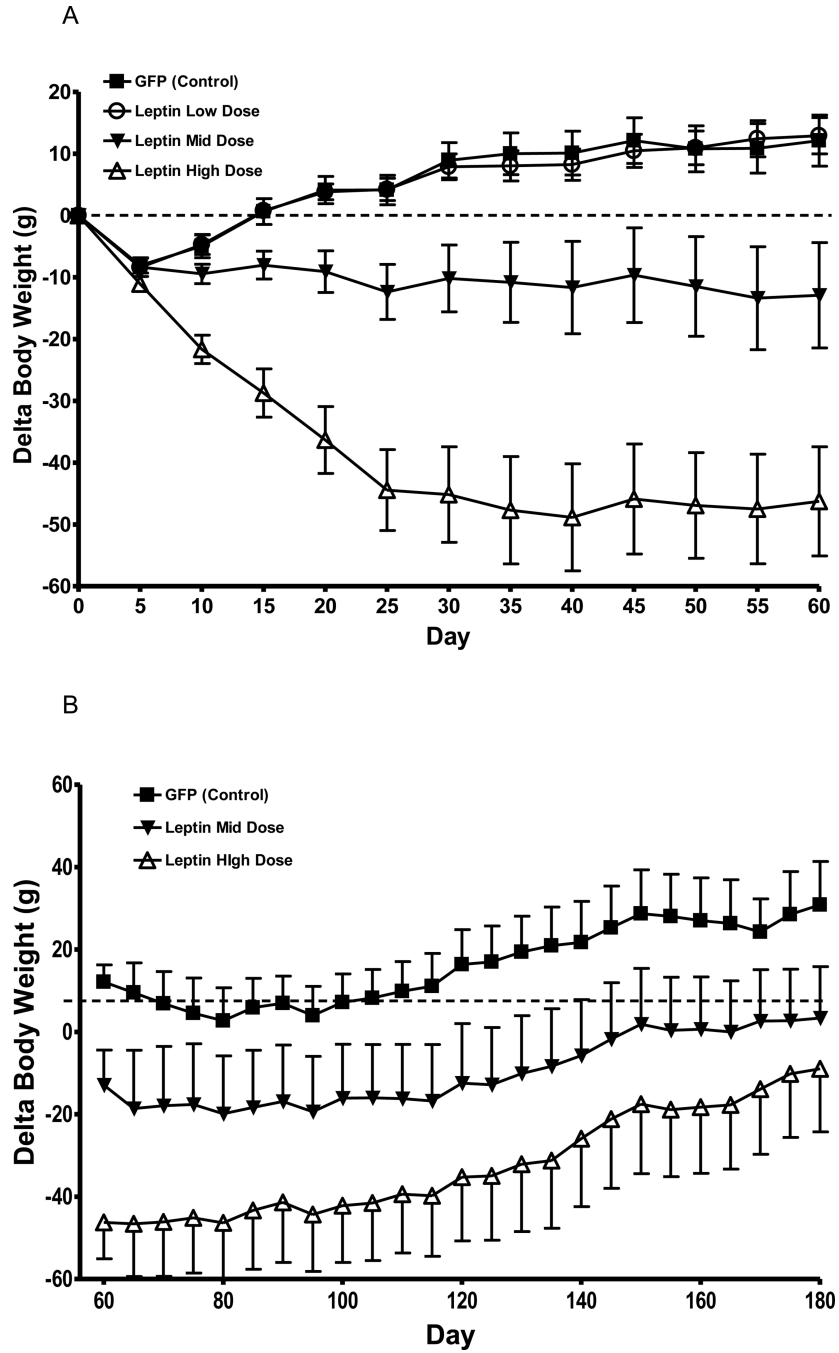 A
GFP (Control)
Leptin Low Dose
Leptin Mid Dose
Leptin High Dose
Delta Body Weight (g)
20
10
0
-10
-20
-30
-40
-50
-60
0 5 10 15 20 25 30 35 40 45 50 55 60
Day
B
GFP (Control)
Leptin Mid Dose
Leptin HIgh Dose
Delta Body Weight (g)
60
40
20
0
-20
-40
-60
60 80 100 120 140 160 180
Day